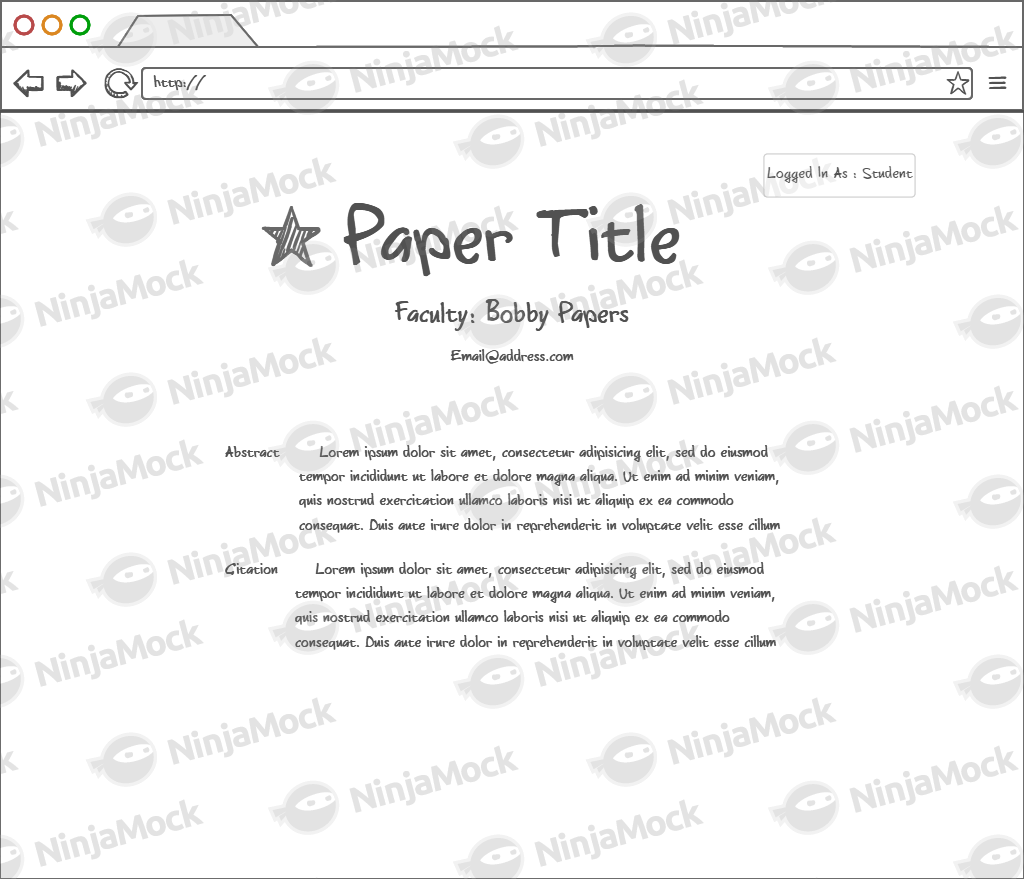 http://
Logged In As : Student
Paper Title
Faculty: Bobby Papers
Email@address.com
Abstract Lorem ipsum dolor sit amet, consectetur adipisicing elit, sed do eiusmod
tempor incididunt ut labore et dolore magna aliqua. Ut enim ad minim veniam,
quis nostrud exercitation ullamco laboris nisi ut aliquip ex ea commodo
consequat. Duis aute irure dolor in reprehenderit in voluptate velit esse cillum
Citation Lorem ipsum dolor sit amet, consectetur adipisicing elit, sed do eiusmod
tempor incididunt ut labore et dolore magna aliqua. Ut enim ad minim veniam,
quis nostrud exercitation ullamco laboris nisi ut aliquip ex ea commodo
consequat. Duis aute irure dolor in reprehenderit in voluptate velit esse cillum
NinjaMock